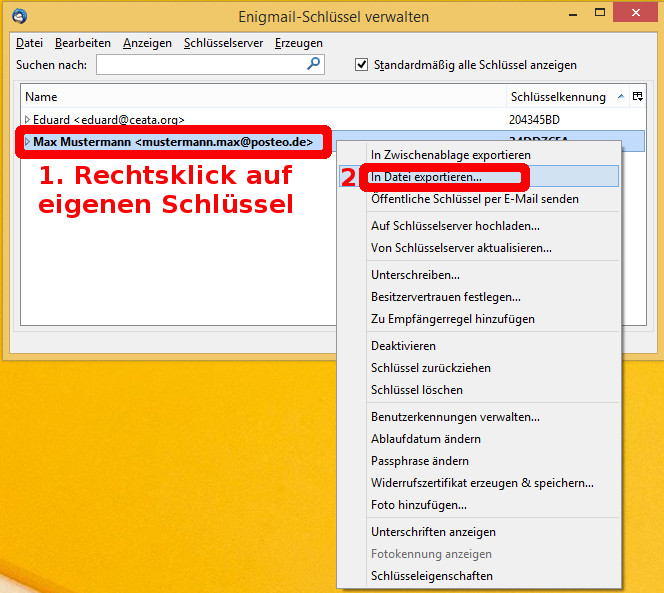 Enigmail-Schlüssel verwalten
Datei Bearbeiten Anzeigen Schlüsselserver Erzeugen
Suchen nach: Standardmäßig alle Schlüssel anzeigen
Name Schlüsselkennung
Eduard <eduard@ceata.org> 204345BD
Max Mustermann <mustermann.max@posteo.de>
1. Rechtsklick auf
eigenen Schlüssel
In Zwischenablage exportieren
2 In Datei exportieren...
Öffentliche Schlüssel per E-Mail senden
Auf Schlüsselserver hochladen...
Von Schlüsselserver aktualisieren...
Unterschreiben...
Besitzervertrauen festlegen...
Zu Empfängerregel hinzufügen
Deaktivieren
Schlüssel zurückziehen
Schlüssel löschen
Benutzerkennungen verwalten...
Ablaufdatum ändern
Passphrase ändern
Widerrufszertifikat erzeugen & speichern...
Foto hinzufügen...
Unterschriften anzeigen
Fotokennung anzeigen
Schlüsseleigenschaften